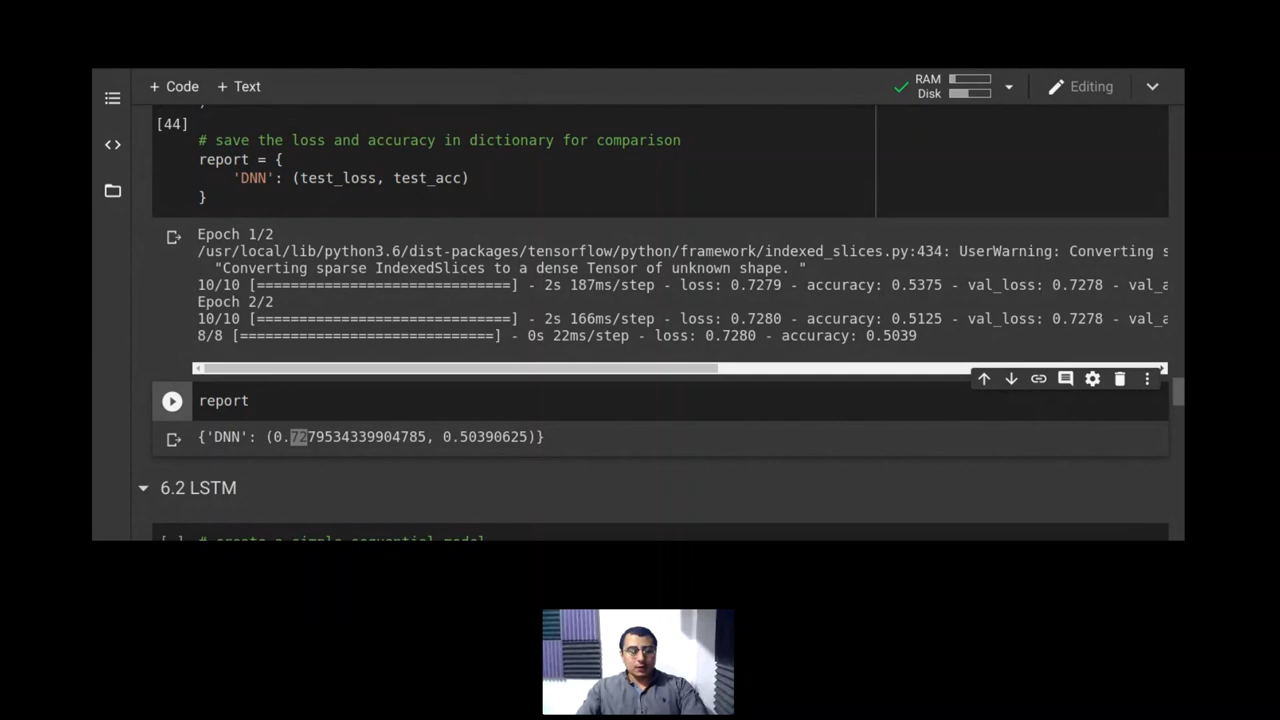 + Code + Text
RAM
Disk
Editing
[44]
# save the loss and accuracy in dictionary for comparison
report = {
'DNN': (test_loss, test_acc)
}
Epoch 1/2
/usr/local/lib/python3.6/dist-packages/tensorflow/python/framework/indexed_slices.py:434: UserWarning: Converting s
"Converting sparse IndexedSlices to a dense Tensor of unknown shape. "
10/10 [==============================] - 2s 187ms/step - loss: 0.7279 - accuracy: 0.5375 - val_loss: 0.7278 - val_a
Epoch 2/2
10/10 [==============================] - 2s 166ms/step - loss: 0.7280 - accuracy: 0.5125 - val_loss: 0.7278 - val_a
8/8 [==============================] - 0s 22ms/step - loss: 0.7280 - accuracy: 0.5039
report
{'DNN': (0.7279534339904785, 0.50390625)}
6.2 LSTM
[ ] # create a simple sequential model